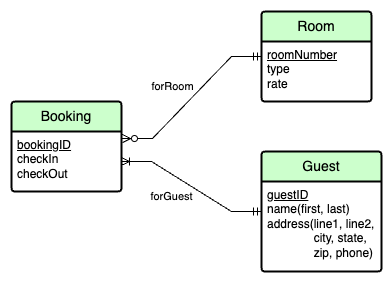 Room
roomNumber
type
rate
forRoom
Booking
bookingID
checkIn
checkOut
forGuest
Guest
guestID
name(first, last)
address(line1, line2,
city, state,
zip, phone)